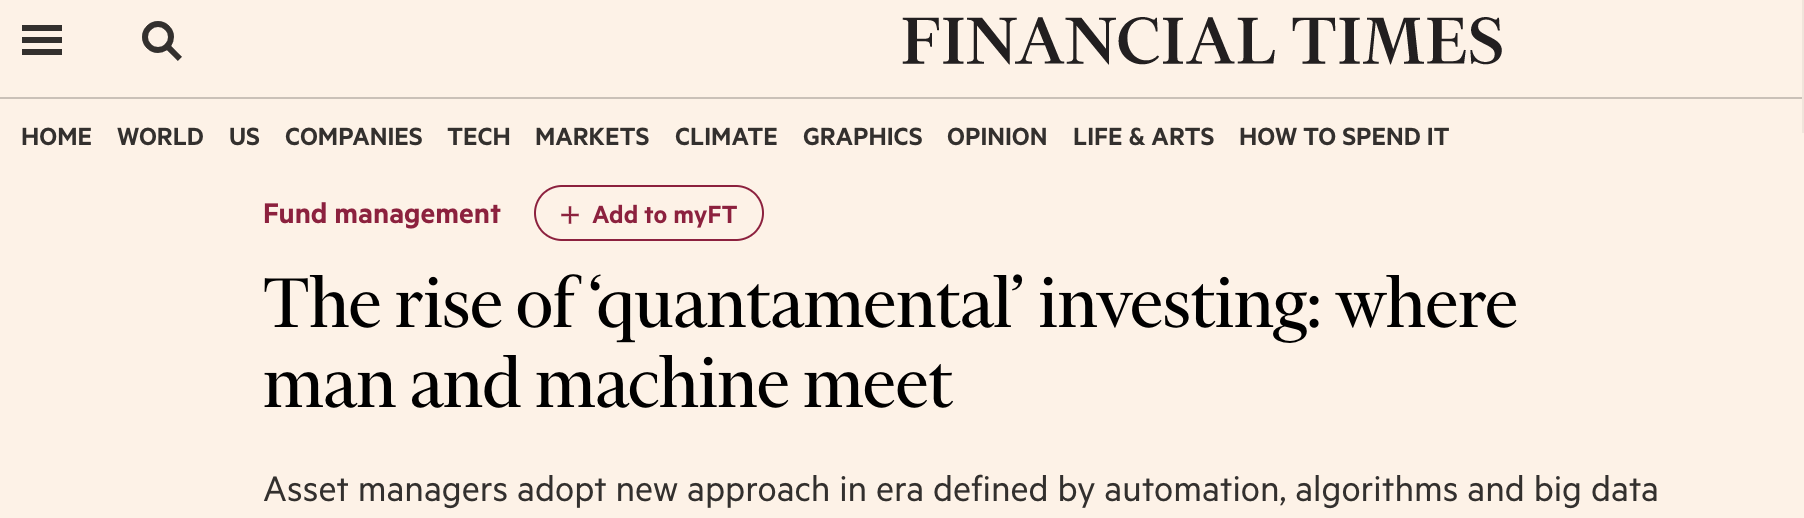 FINANCIAL TIMES
HOME WORLD US COMPANIES TECH MARKETS CLIMATE GRAPHICS OPINION LIFE & ARTS HOW TO SPEND IT
Fund management + Add to myFT
The rise of ‘quantamental’ investing: where
man and machine meet
Asset managers adopt new approach in era defined by automation, algorithms and big data